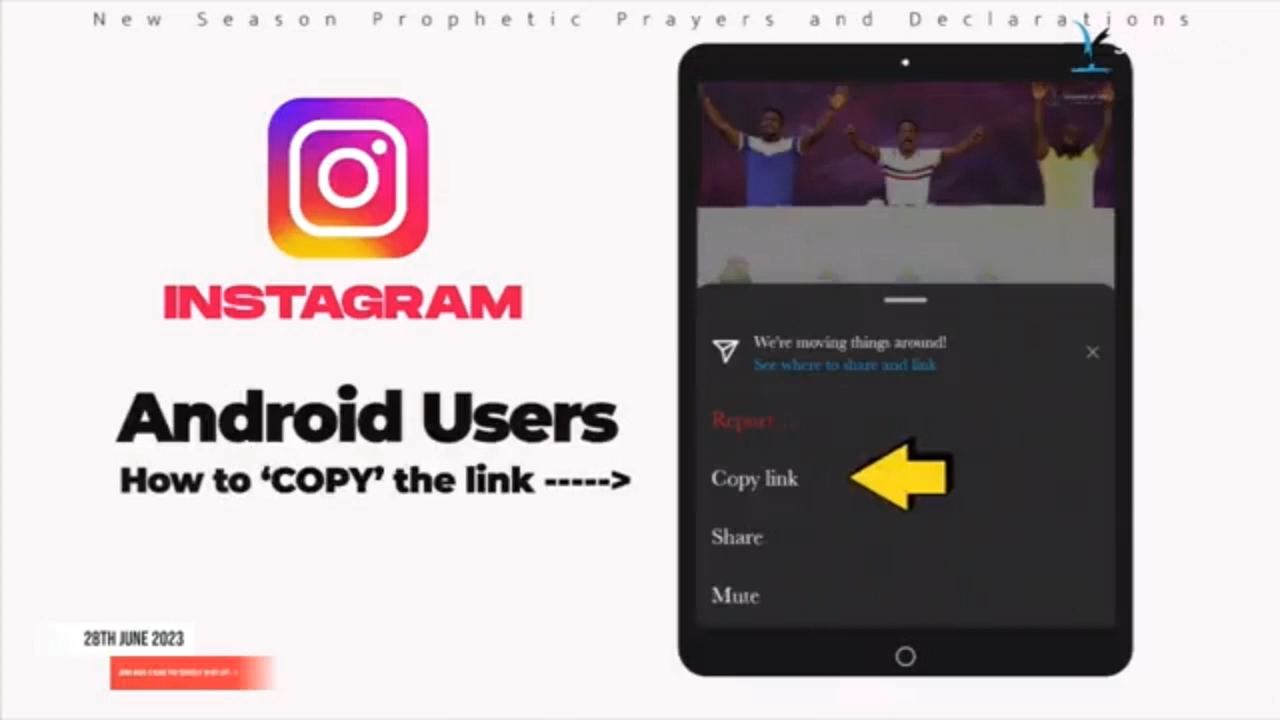 New Season Prophetic Prayers and Declarations
INSTAGRAM
Android Users
How to ‘COPY’ the link ----->
We're moving things around!
See where to share and link
Report...
Copy link
Share
Mute
28TH JUNE 2023